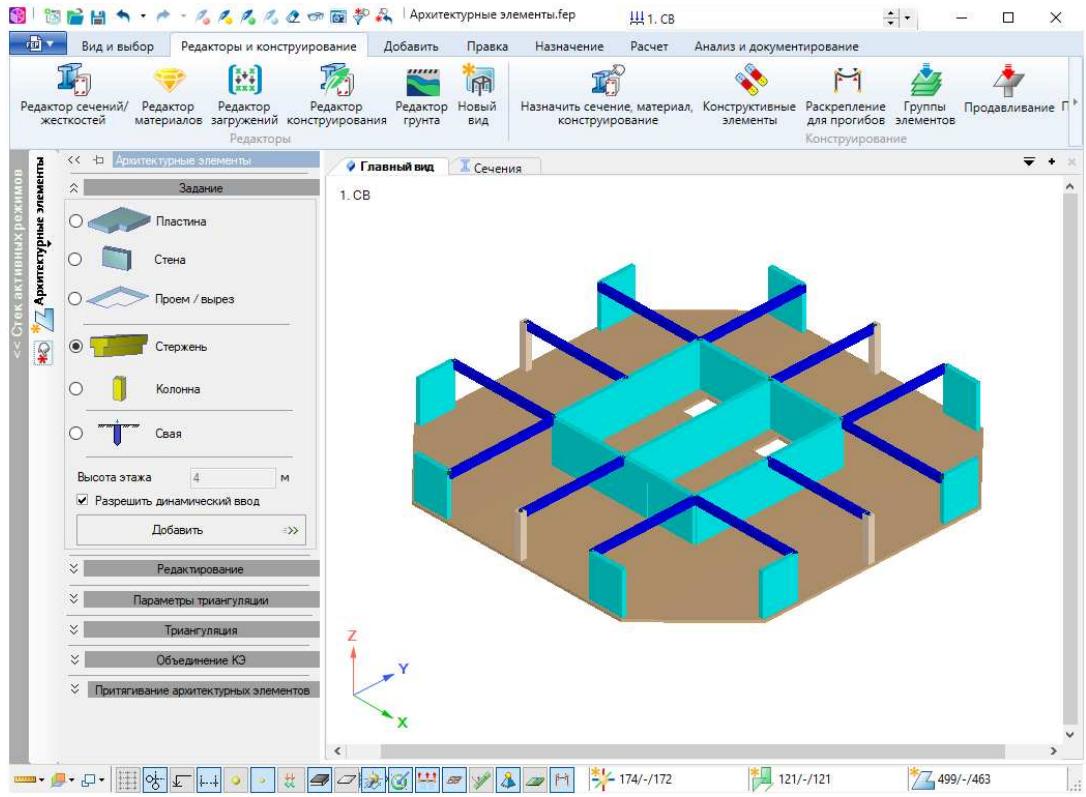 Архитектурные элементы.fep
1. СВ
Вид и выбор
Редакторы и конструирование
Добавить
Правка
Назначение
Расчет
Анализ и документирование
Редактор сечений/
жесткостей
Редактор
материалов
Редактор
загружений
Редактор
конструирования
Редактор
грунта
Новый
вид
Редакторы
Назначить сечение, материал,
конструирование
Конструктивные
элементы
Раскрепление
для прогибов
Группы
элементов
Продавливание
П
Конструирование
<< Стек активных режимов
Архитектурные элементы
<< Архитектурные элементы
Задание
Пластина
Стена
Проем / вырез
Стержень
Колонна
Свая
Высота этажа 4 м
Разрешить динамический ввод
Добавить
Редактирование
Параметры триангуляции
Триангуляция
Объединение КЭ
Притягивание архитектурных элементов
Главный вид
Сечения
1. СВ
Z
Y
X
174/-/172
121/-/121
499/-/463